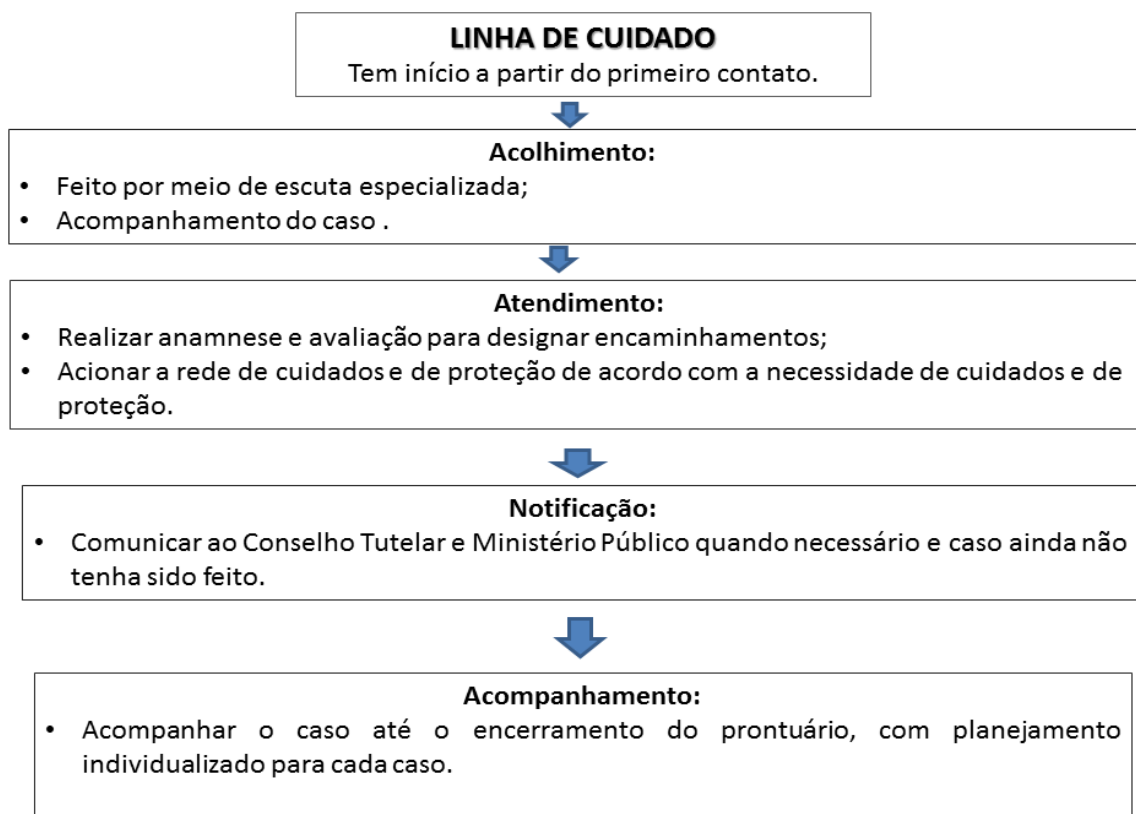 LINHA DE CUIDADO
Tem início a partir do primeiro contato.
Acolhimento:
• Feito por meio de escuta especializada;
• Acompanhamento do caso .
Atendimento:
• Realizar anamnese e avaliação para designar encaminhamentos;
• Acionar a rede de cuidados e de proteção de acordo com a necessidade de cuidados e de
proteção.
Notificação:
• Comunicar ao Conselho Tutelar e Ministério Público quando necessário e caso ainda não
tenha sido feito.
Acompanhamento:
• Acompanhar o caso até o encerramento do prontuário, com planejamento
individualizado para cada caso.